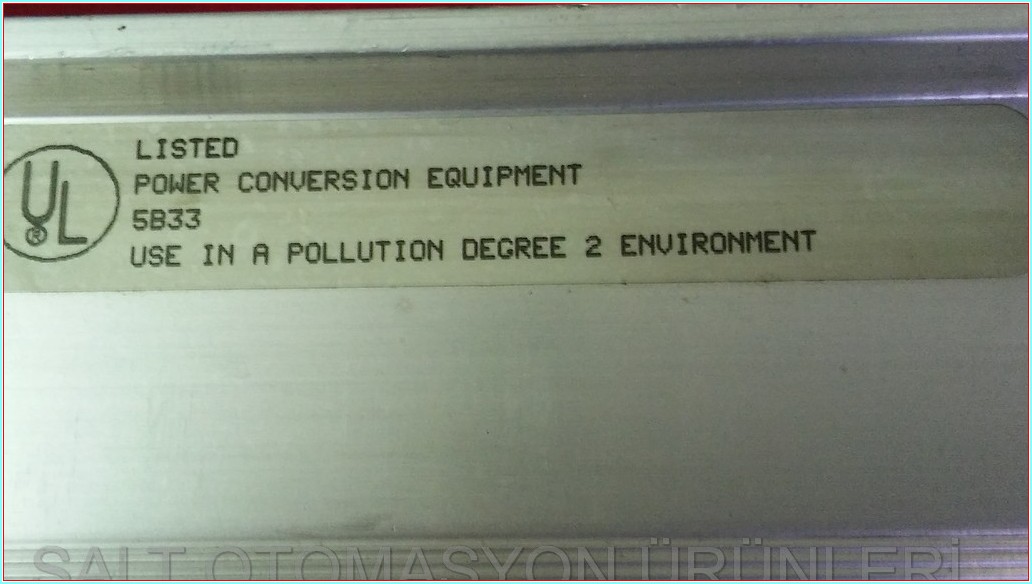 UL® LISTED
POWER CONVERSION EQUIPMENT
5B33
USE IN A POLLUTION DEGREE 2 ENVIRONMENT
SALT OTOMASYON ÜRÜNLERİ